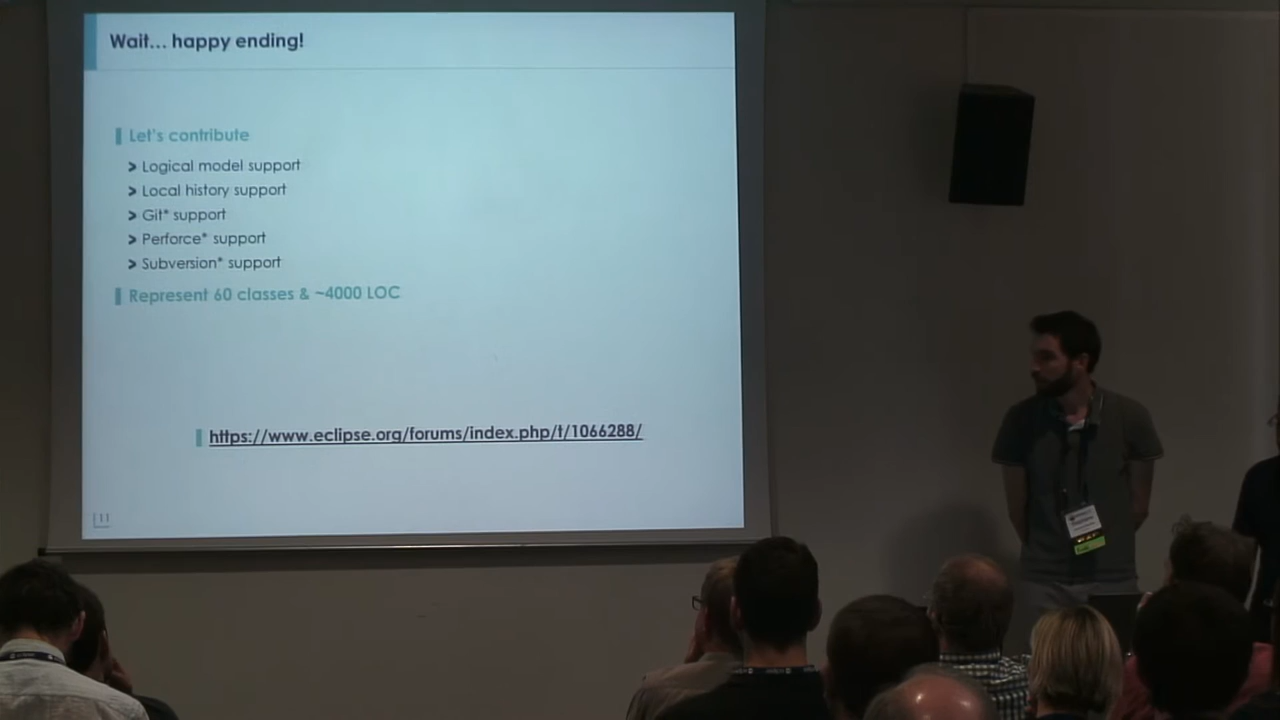 Wait... happy ending!
Let's contribute
> Logical model support
> Local history support
> Git* support
> Perforce* support
> Subversion* support
Represent 60 classes & ~4000 LOC
https://www.eclipse.org/forums/index.php/t/1066288/
11